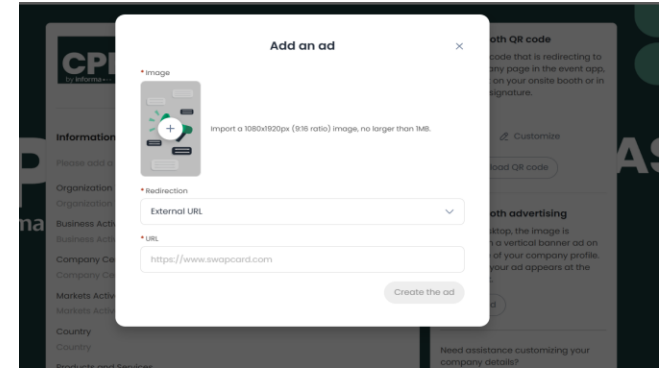 Add an ad
* Image
Import a 1080x1920px (9:16 ratio) image, no larger than 1MB.
* Redirection
External URL
* URL
https://www.swapcard.com
Create the ad
by informa
Information
Please add a
Organization
Organization
Business Activ
Business Activ
Company Ce
Company Ce
Markets Activ
Markets Activ
Country
Country
Products and Services
oth QR code
code that is redirecting to
any page in the event app,
on your onsite booth or in
signature.
Customize
load QR code
oth advertising
ktop, the image is
n a vertical banner ad on
of your company profile.
your ad appears at the
Need assistance customizing your
company details?